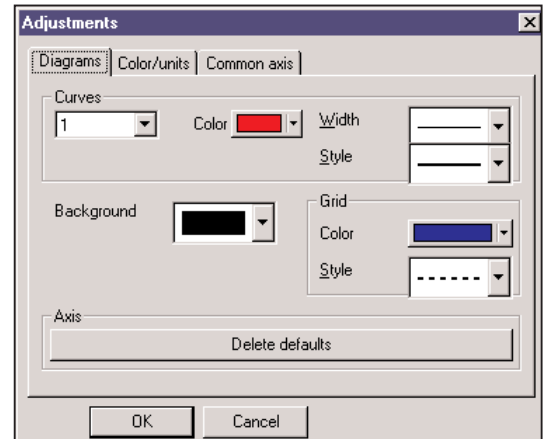 Adjustments
Diagrams Color/units Common axis
Curves
1 Color Width
Style
Background
Grid
Color
Style
Axis
Delete defaults
OK Cancel